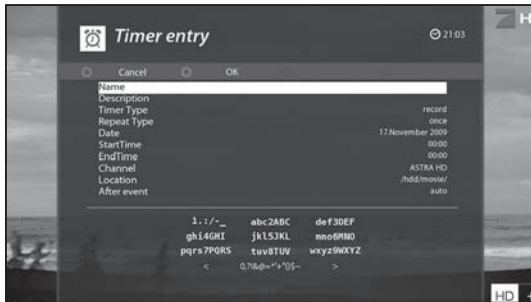 Timer entry
21:03
Cancel OK
Name
Description
Timer Type record
Repeat Type once
Date 17.November 2009
StartTime 00:00
EndTime 00:00
Channel ASTRA HD
Location /hdd/movie/
After event auto
1.:/-_ abc2ABC def3DEF
ghi4GHI jkl5JKL mno6MNO
pqrs7PQRS tuv8TUV wxyz9WXYZ
< >
HD